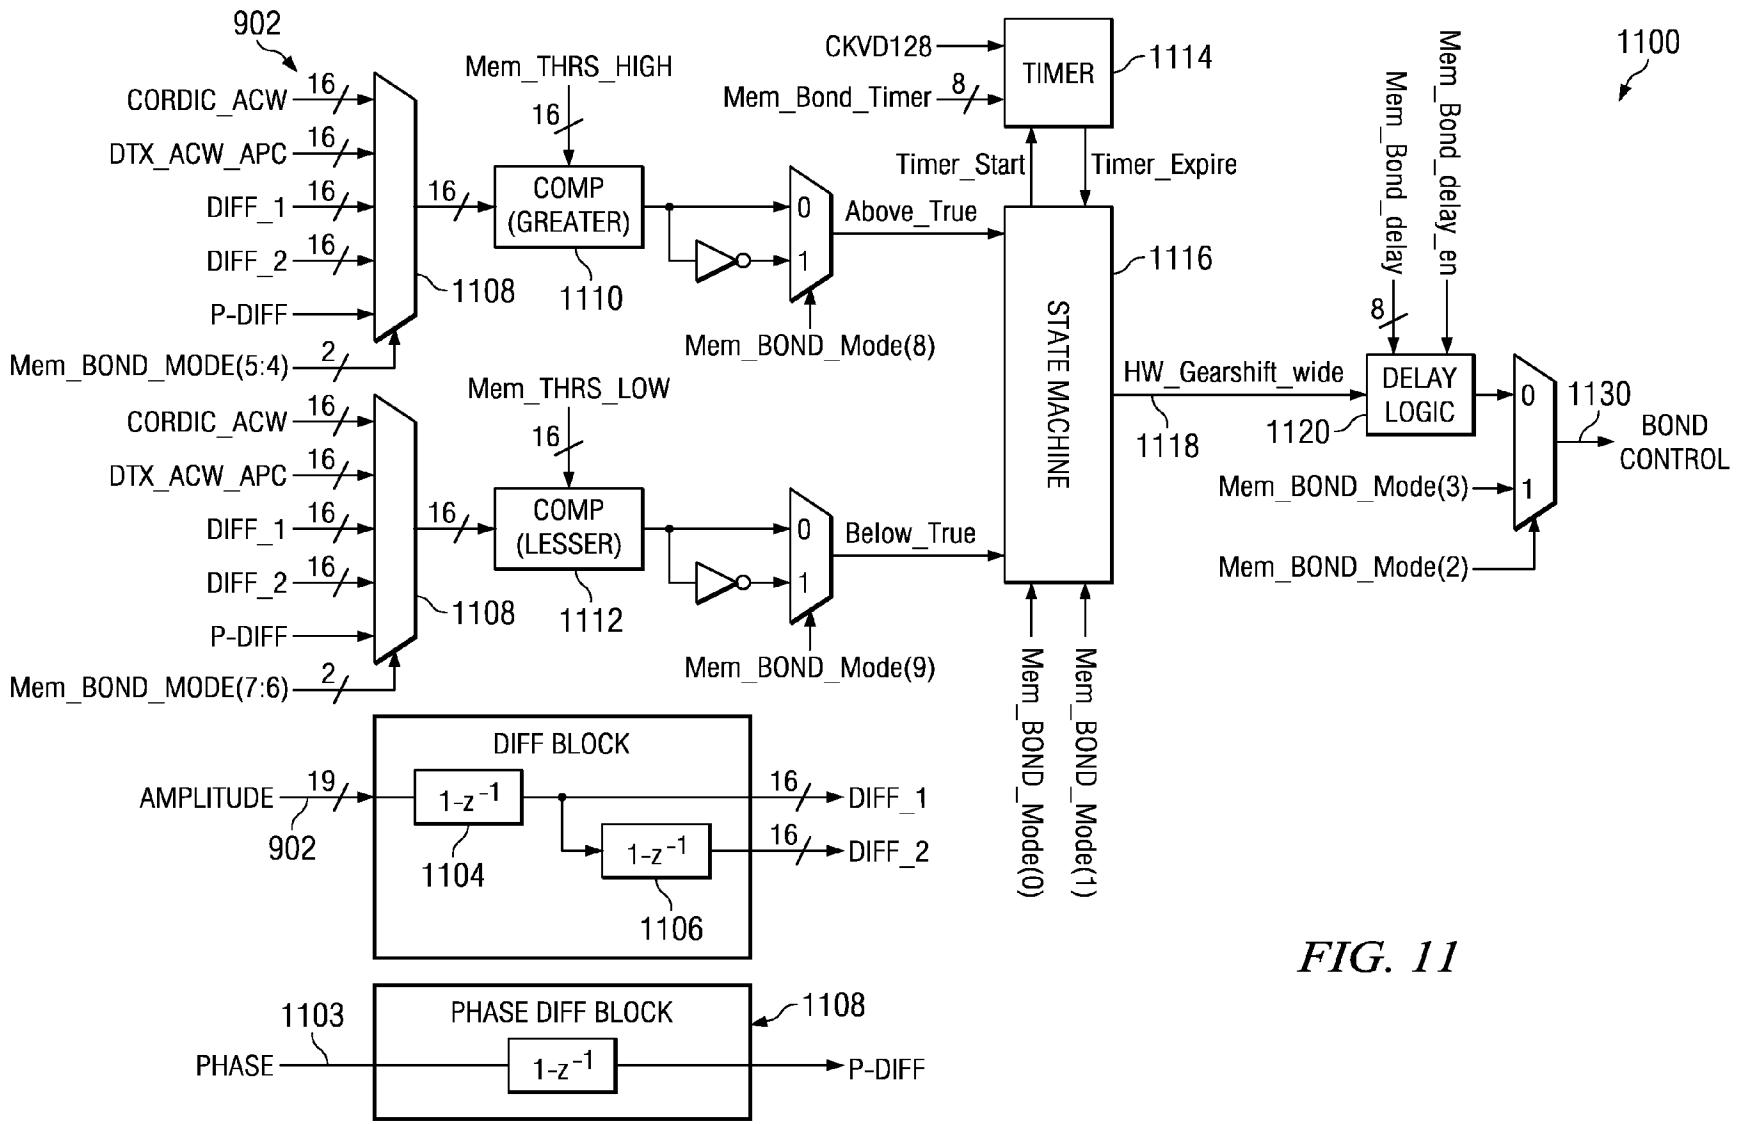 902
1100
CORDIC_ACW
16
DTX_ACW_APC
16
DIFF_1
16
DIFF_2
16
P-DIFF
Mem_BOND_MODE(5:4)
2
1108
16
Mem_THRS_HIGH
16
COMP
(GREATER)
1110
0
1
Above_True
Mem_BOND_Mode(8)
CKVD128
Mem_Bond_Timer
8
TIMER
1114
Timer_Start
Timer_Expire
STATE MACHINE
1116
CORDIC_ACW
16
DTX_ACW_APC
16
DIFF_1
16
DIFF_2
16
P-DIFF
Mem_BOND_MODE(7:6)
2
1108
16
Mem_THRS_LOW
16
COMP
(LESSER)
1112
0
1
Below_True
Mem_BOND_Mode(9)
Mem_BOND_Mode(0)
Mem_BOND_Mode(1)
HW_Gearshift_wide
1118
Mem_Bond_delay
8
Mem_Bond_delay_en
DELAY
LOGIC
1120
0
1
1130
BOND
CONTROL
Mem_BOND_Mode(3)
Mem_BOND_Mode(2)
DIFF BLOCK
AMPLITUDE
19
902
1-z⁻¹
1104
16
DIFF_1
1-z⁻¹
1106
16
DIFF_2
PHASE DIFF BLOCK
1108
PHASE
1103
1-z⁻¹
P-DIFF
FIG. 11